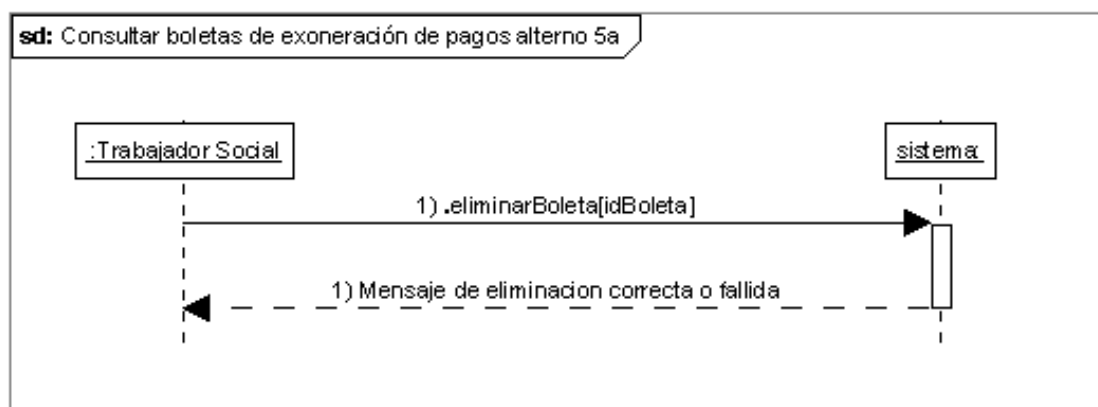 sd: Consultar boletas de exoneración de pagos alterno 5a
:Trabajador Social
sistema:
1) .eliminarBoleta[idBoleta]
1) Mensaje de eliminacion correcta o fallida